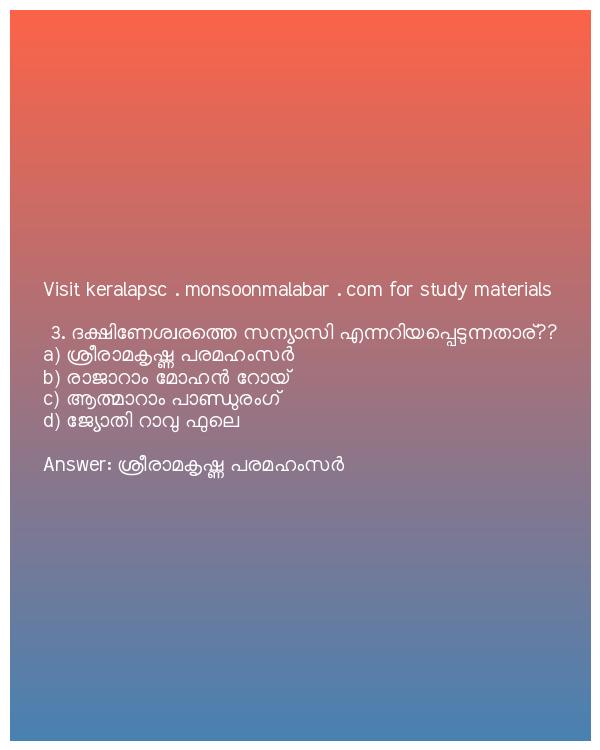 Visit keralapsc . monsoonmalabar . com for study materials
3. ദക്ഷിണേശ്വരത്തെ സന്യാസി എന്നറിയപ്പെടുന്നതാര്??
a) ശ്രീരാമകൃഷ്ണ പരമഹംസർ
b) രാജാറാം മോഹൻ റോയ്
c) ആത്മാറാം പാണ്ഡുരംഗ്
d) ജ്യോതി റാവു ഫുലെ
Answer: ശ്രീരാമകൃഷ്ണ പരമഹംസർ